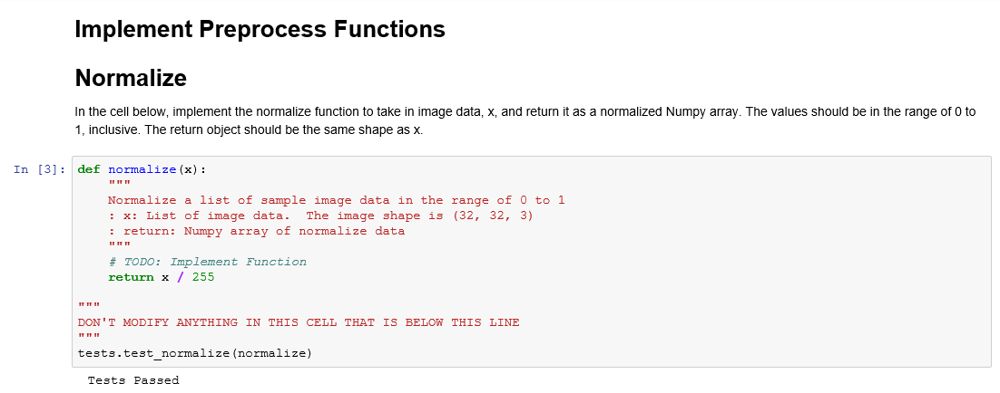 Implement Preprocess Functions
Normalize
In the cell below, implement the normalize function to take in image data, x, and return it as a normalized Numpy array. The values should be in the range of 0 to
1, inclusive. The return object should be the same shape as x.
In [3]: def normalize(x):
"""
Normalize a list of sample image data in the range of 0 to 1
: x: List of image data.  The image shape is (32, 32, 3)
: return: Numpy array of normalize data
"""
# TODO: Implement Function
return x / 255
"""
DON'T MODIFY ANYTHING IN THIS CELL THAT IS BELOW THIS LINE
"""
tests.test_normalize(normalize)
Tests Passed